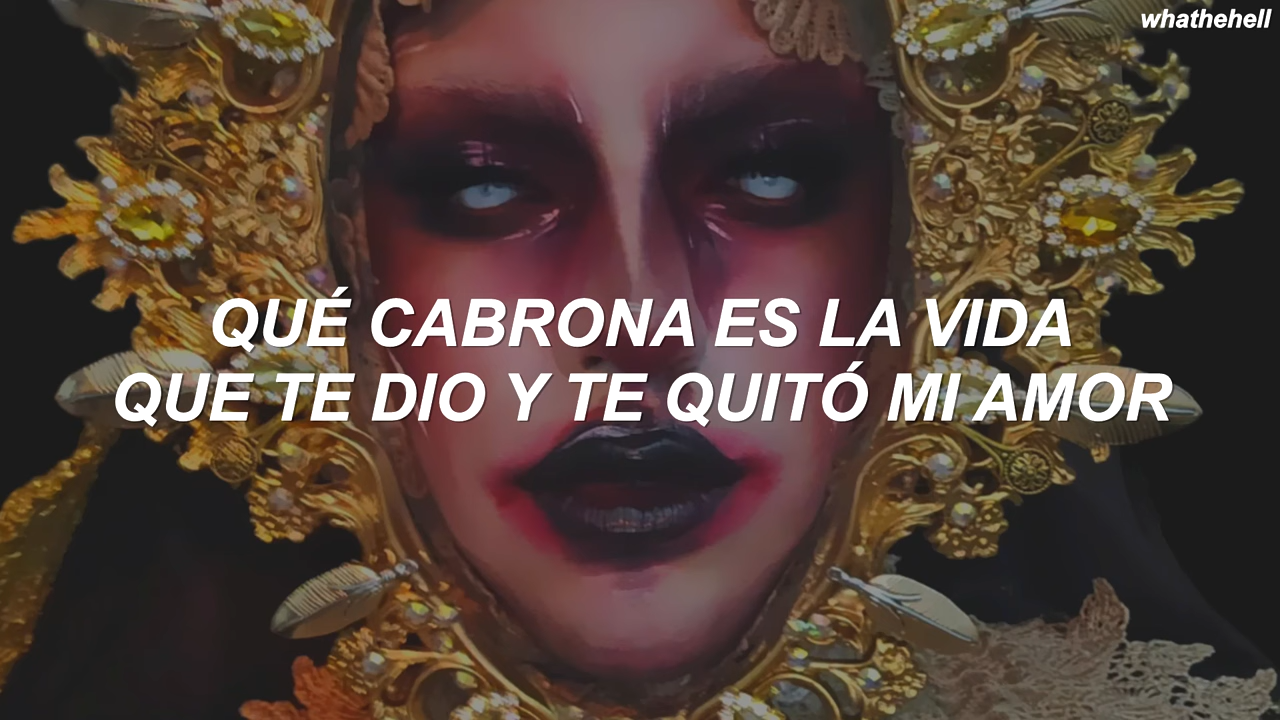 whathehell
QUÉ CABRONA ES LA VIDA
QUE TE DIO Y TE QUITÓ MI AMOR